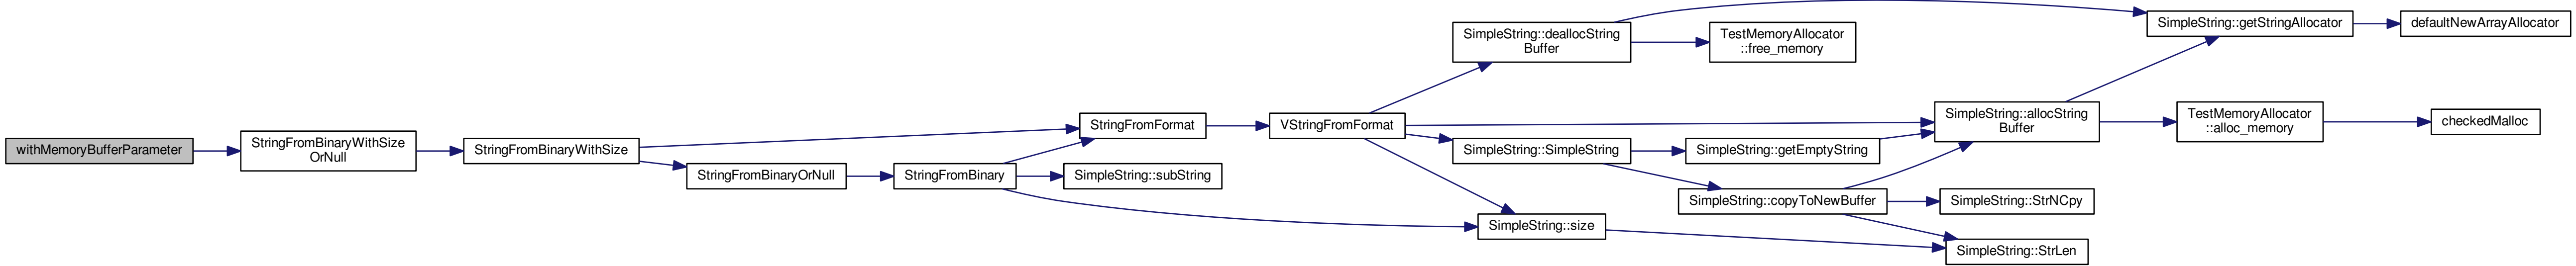 withMemoryBufferParameter
StringFromBinaryWithSize
OrNull
StringFromBinaryWithSize
StringFromFormat
StringFromBinaryOrNull
StringFromBinary
SimpleString::subString
VStringFromFormat
SimpleString::deallocString
Buffer
TestMemoryAllocator
::free_memory
SimpleString::SimpleString
SimpleString::size
SimpleString::getEmptyString
SimpleString::copyToNewBuffer
SimpleString::getStringAllocator
defaultNewArrayAllocator
SimpleString::allocString
Buffer
TestMemoryAllocator
::alloc_memory
checkedMalloc
SimpleString::StrNCpy
SimpleString::StrLen